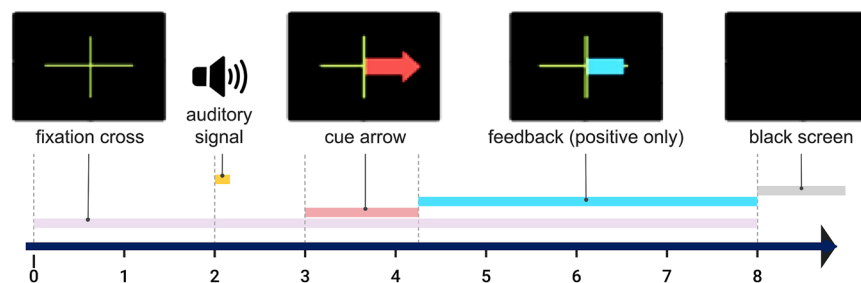 fixation cross
auditory
signal
cue arrow
feedback (positive only)
black screen
0 1 2 3 4 5 6 7 8